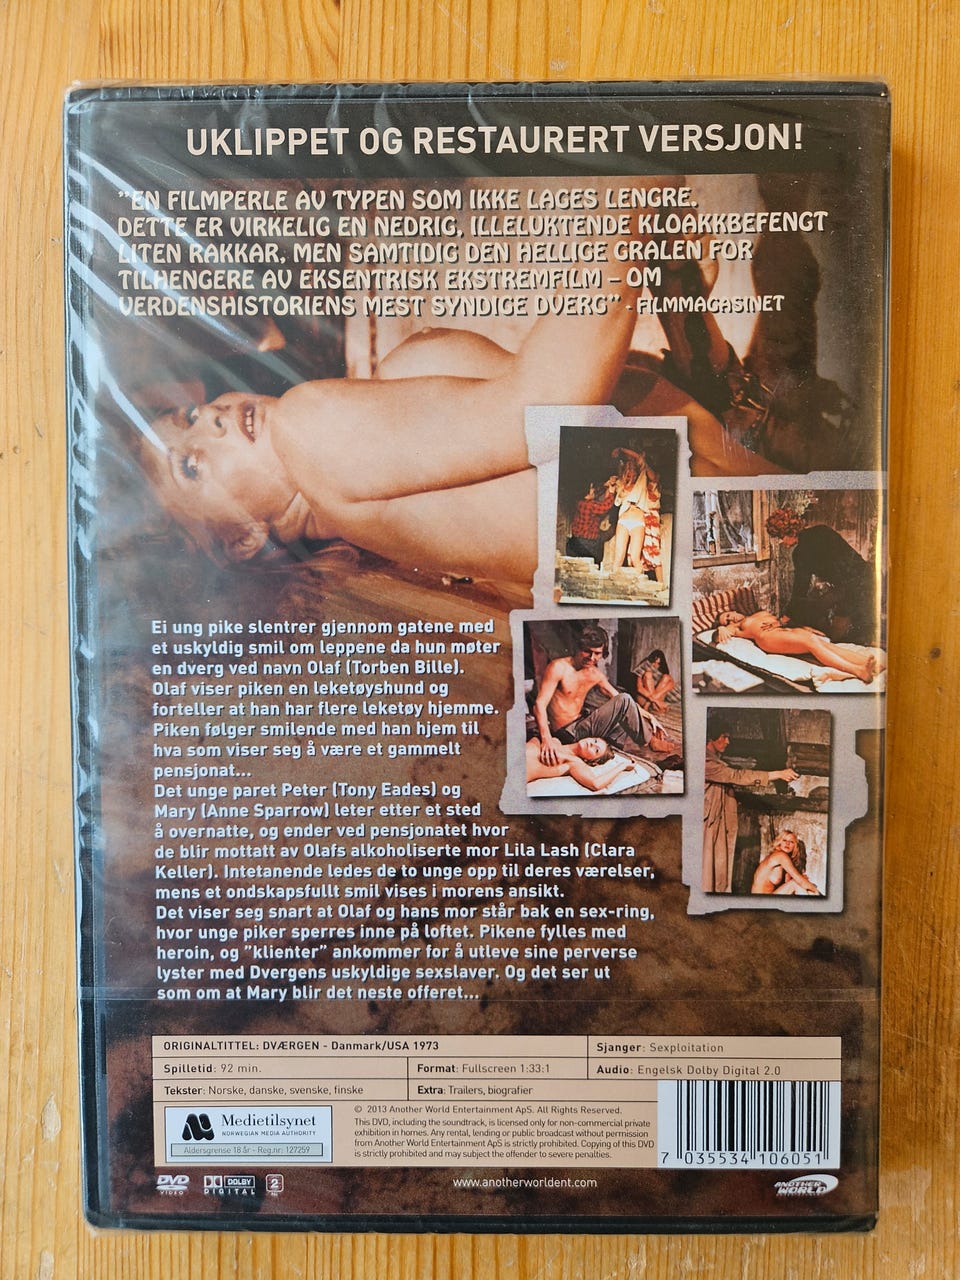 UKLIPPET OG RESTAURERT VERSJON!
"EN FILMPERLE AV TYPEN SOM IKKE LAGES LENGRE.
DETTE ER VIRKELIG EN NEDRIG, ILLELUKTENDE KLOAKKBEFENGT
LITEN RAKKAR, MEN SAMTIDIG DEN HELLIGE GRALEN FOR
TILHENGERE AV EKSENTRISK EKSTREMFILM – OM
VERDENSHISTORIENS MEST SYNDIGE DVERG" - FILMMAGASINET
Ei ung pike slentrer gjennom gatene med
et uskyldig smil om leppene da hun møter
en dverg ved navn Olaf (Torben Bille).
Olaf viser piken en leketøyshund og
forteller at han har flere leketøy hjemme.
Piken følger smilende med han hjem til
hva som viser seg å være et gammelt
pensjonat...
Det unge paret Peter (Tony Eades) og
Mary (Anne Sparrow) leter etter et sted
å overnatte, og ender ved pensjonatet hvor
de blir mottatt av Olafs alkoholiserte mor Lila Lash (Clara
Keller). Intetanende ledes de to unge opp til deres værelser,
mens et ondskapsfullt smil vises i morens ansikt.
Det viser seg snart at Olaf og hans mor står bak en sex-ring,
hvor unge piker sperres inne på loftet. Pikene fylles med
heroin, og "klienter" ankommer for å utleve sine perverse
lyster med Dvergens uskyldige sexslaver. Og det ser ut
som om at Mary blir det neste offeret...
ORIGINALTITTEL: DVÆRGEN - Danmark/USA 1973
Sjanger: Sexploitation
Spilletid: 92 min.
Format: Fullscreen 1:33:1
Audio: Engelsk Dolby Digital 2.0
Tekster: Norske, danske, svenske, finske
Extra: Trailers, biografier
Medietilsynet
NORWEGIAN MEDIA AUTHORITY
Aldersgrense 18 år - Reg.nr: 127259
© 2013 Another World Entertainment ApS. All Rights Reserved.
This DVD, including the soundtrack, is licensed only for non-commercial private
exhibition in homes. Any rental, lending or public broadcast without permission
from Another World Entertainment ApS is strictly prohibited. Copying of this DVD
is strictly prohibited and may subject the offender to severe penalties.
7 035534 106051
DVD VIDEO
DOLBY DIGITAL
2
www.anotherworldent.com
ANOTHER WORLD